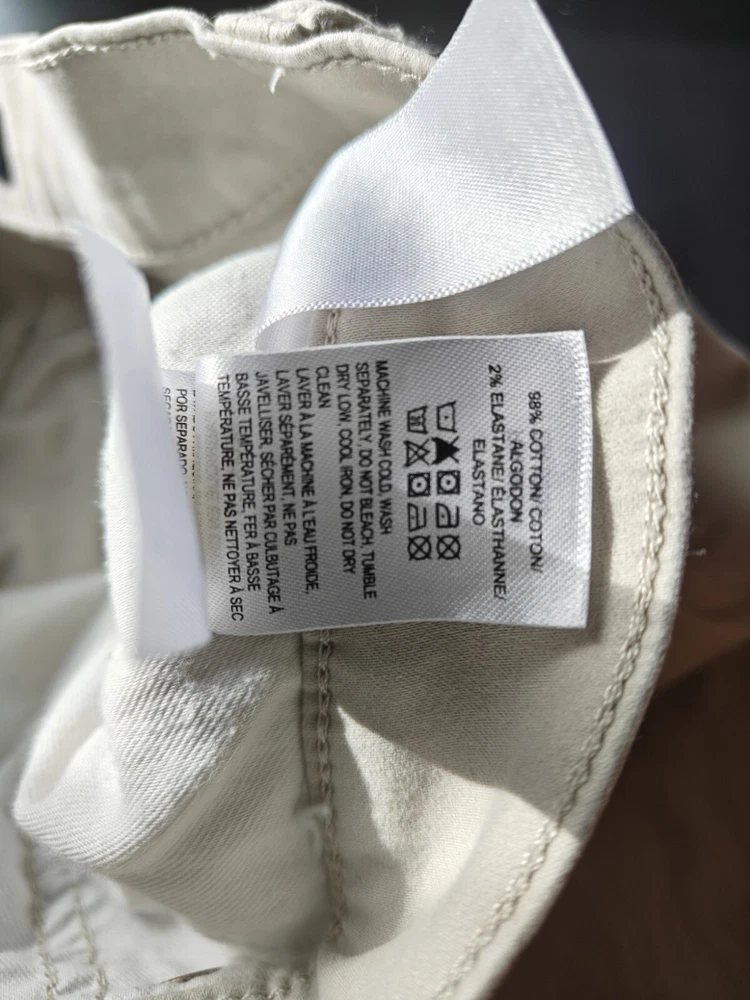 98% COTTON/ COTON/
ALGODON
2% ELASTANE/ ÉLASTHANNE/
ELASTANO
MACHINE WASH COLD, WASH
SEPARATELY, DO NOT BLEACH, TUMBLE
DRY LOW, COOL IRON, DO NOT DRY
CLEAN
LAVER À LA MACHINE À L'EAU FROIDE,
LAVER SÉPARÉMENT, NE PAS
JAVELLISER, SÉCHER PAR CULBUTAGE À
BASSE TEMPÉRATURE, FER À BASSE
TEMPÉRATURE, NE PAS NETTOYER À SEC
POR SEPARADO